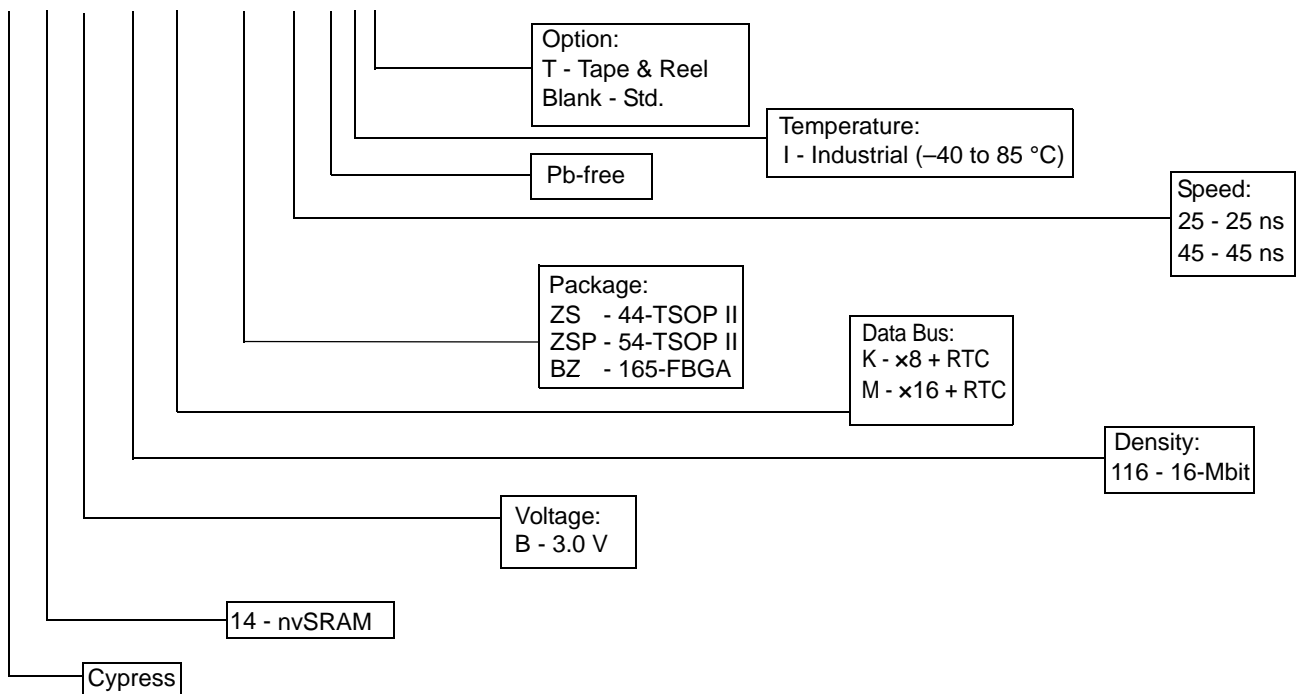 Option:
T - Tape & Reel
Blank - Std.
Temperature:
I - Industrial (–40 to 85 °C)
Pb-free
Speed:
25 - 25 ns
45 - 45 ns
Package:
ZS - 44-TSOP II
ZSP - 54-TSOP II
BZ - 165-FBGA
Data Bus:
K - ×8 + RTC
M - ×16 + RTC
Density:
116 - 16-Mbit
Voltage:
B - 3.0 V
14 - nvSRAM
Cypress